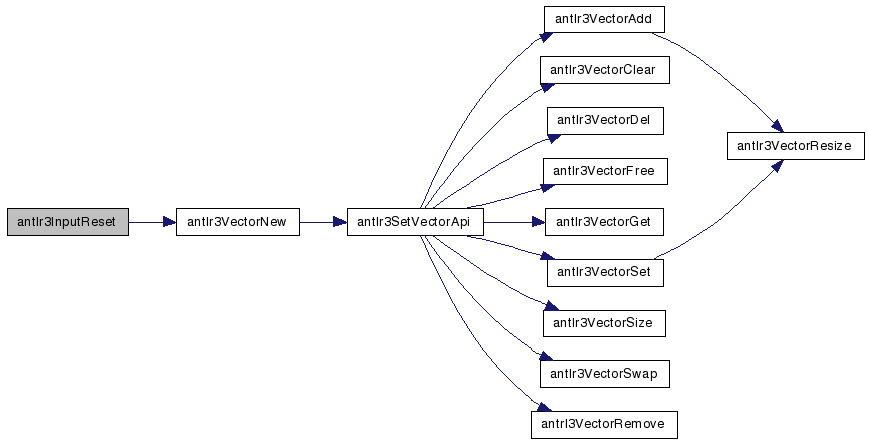 antlr3VectorAdd
antlr3VectorClear
antlr3VectorDel
antlr3VectorResize
antlr3VectorFree
antlr3InputReset
antlr3VectorNew
antlr3SetVectorApi
antlr3VectorGet
antlr3VectorSet
antlr3VectorSize
antlr3VectorSwap
antrl3VectorRemove